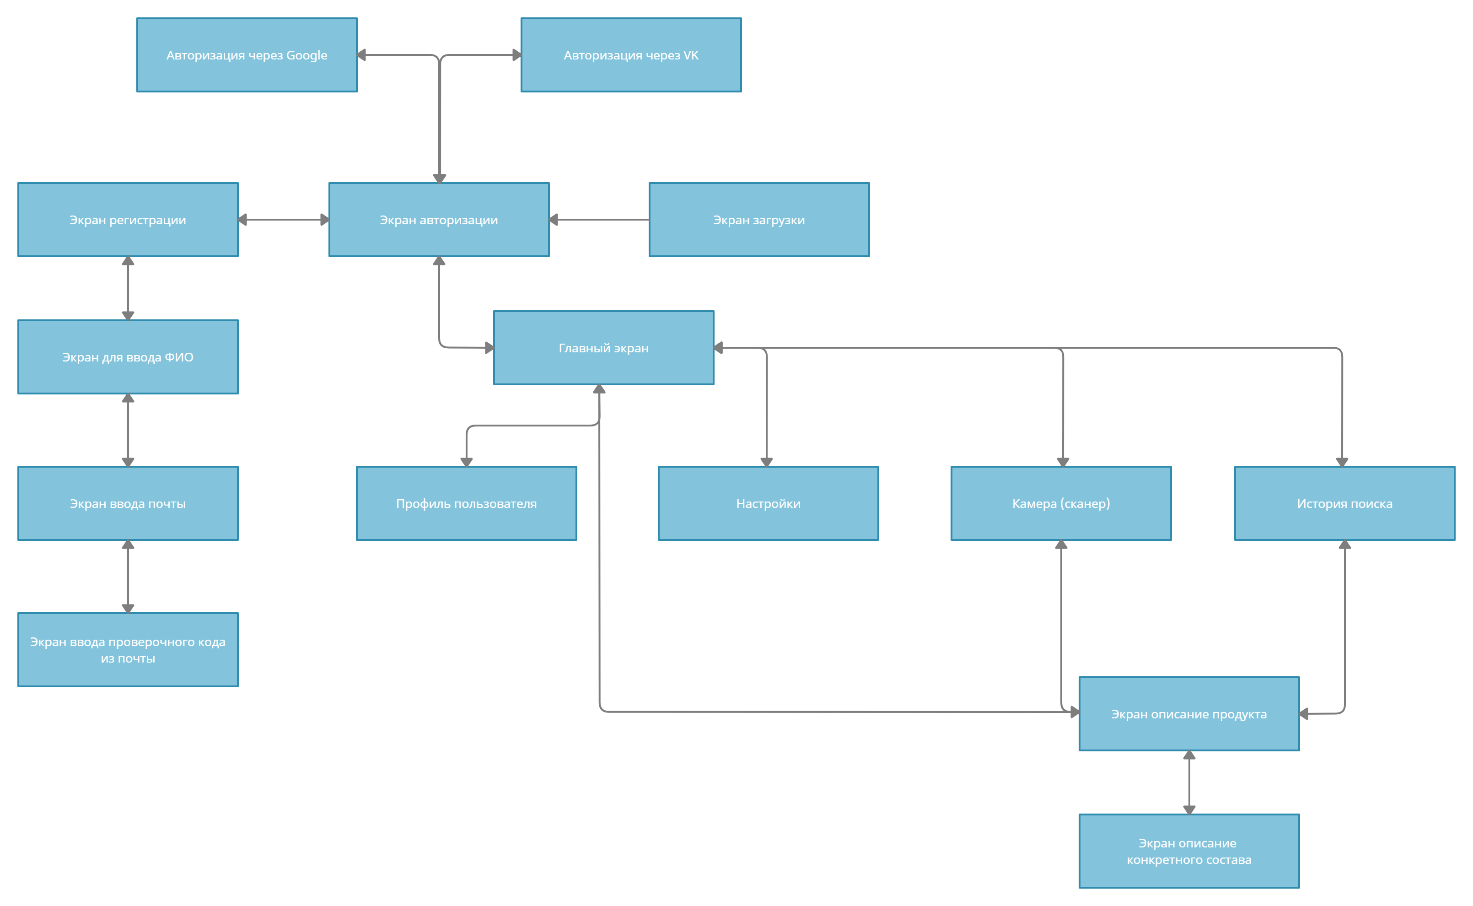 Авторизация через Google
Авторизация через VK
Экран регистрации
Экран авторизации
Экран загрузки
Главный экран
Экран для ввода ФИО
Экран ввода почты
Профиль пользователя
Настройки
Камера (сканер)
История поиска
Экран ввода проверочного кода
из почты
Экран описание продукта
Экран описание
конкретного состава